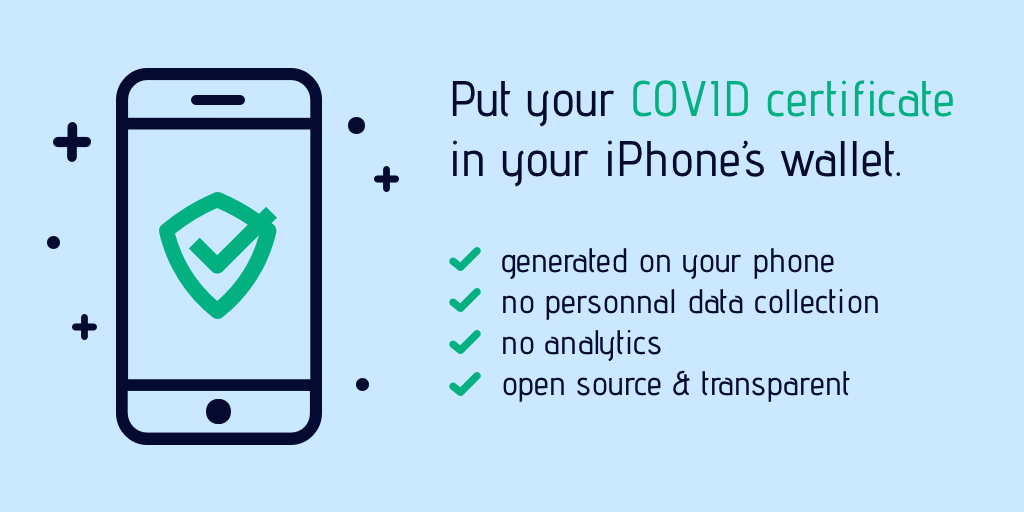 Put your COVID certificate
in your iPhone's wallet.
generated on your phone
no personnal data collection
no analytics
open source & transparent